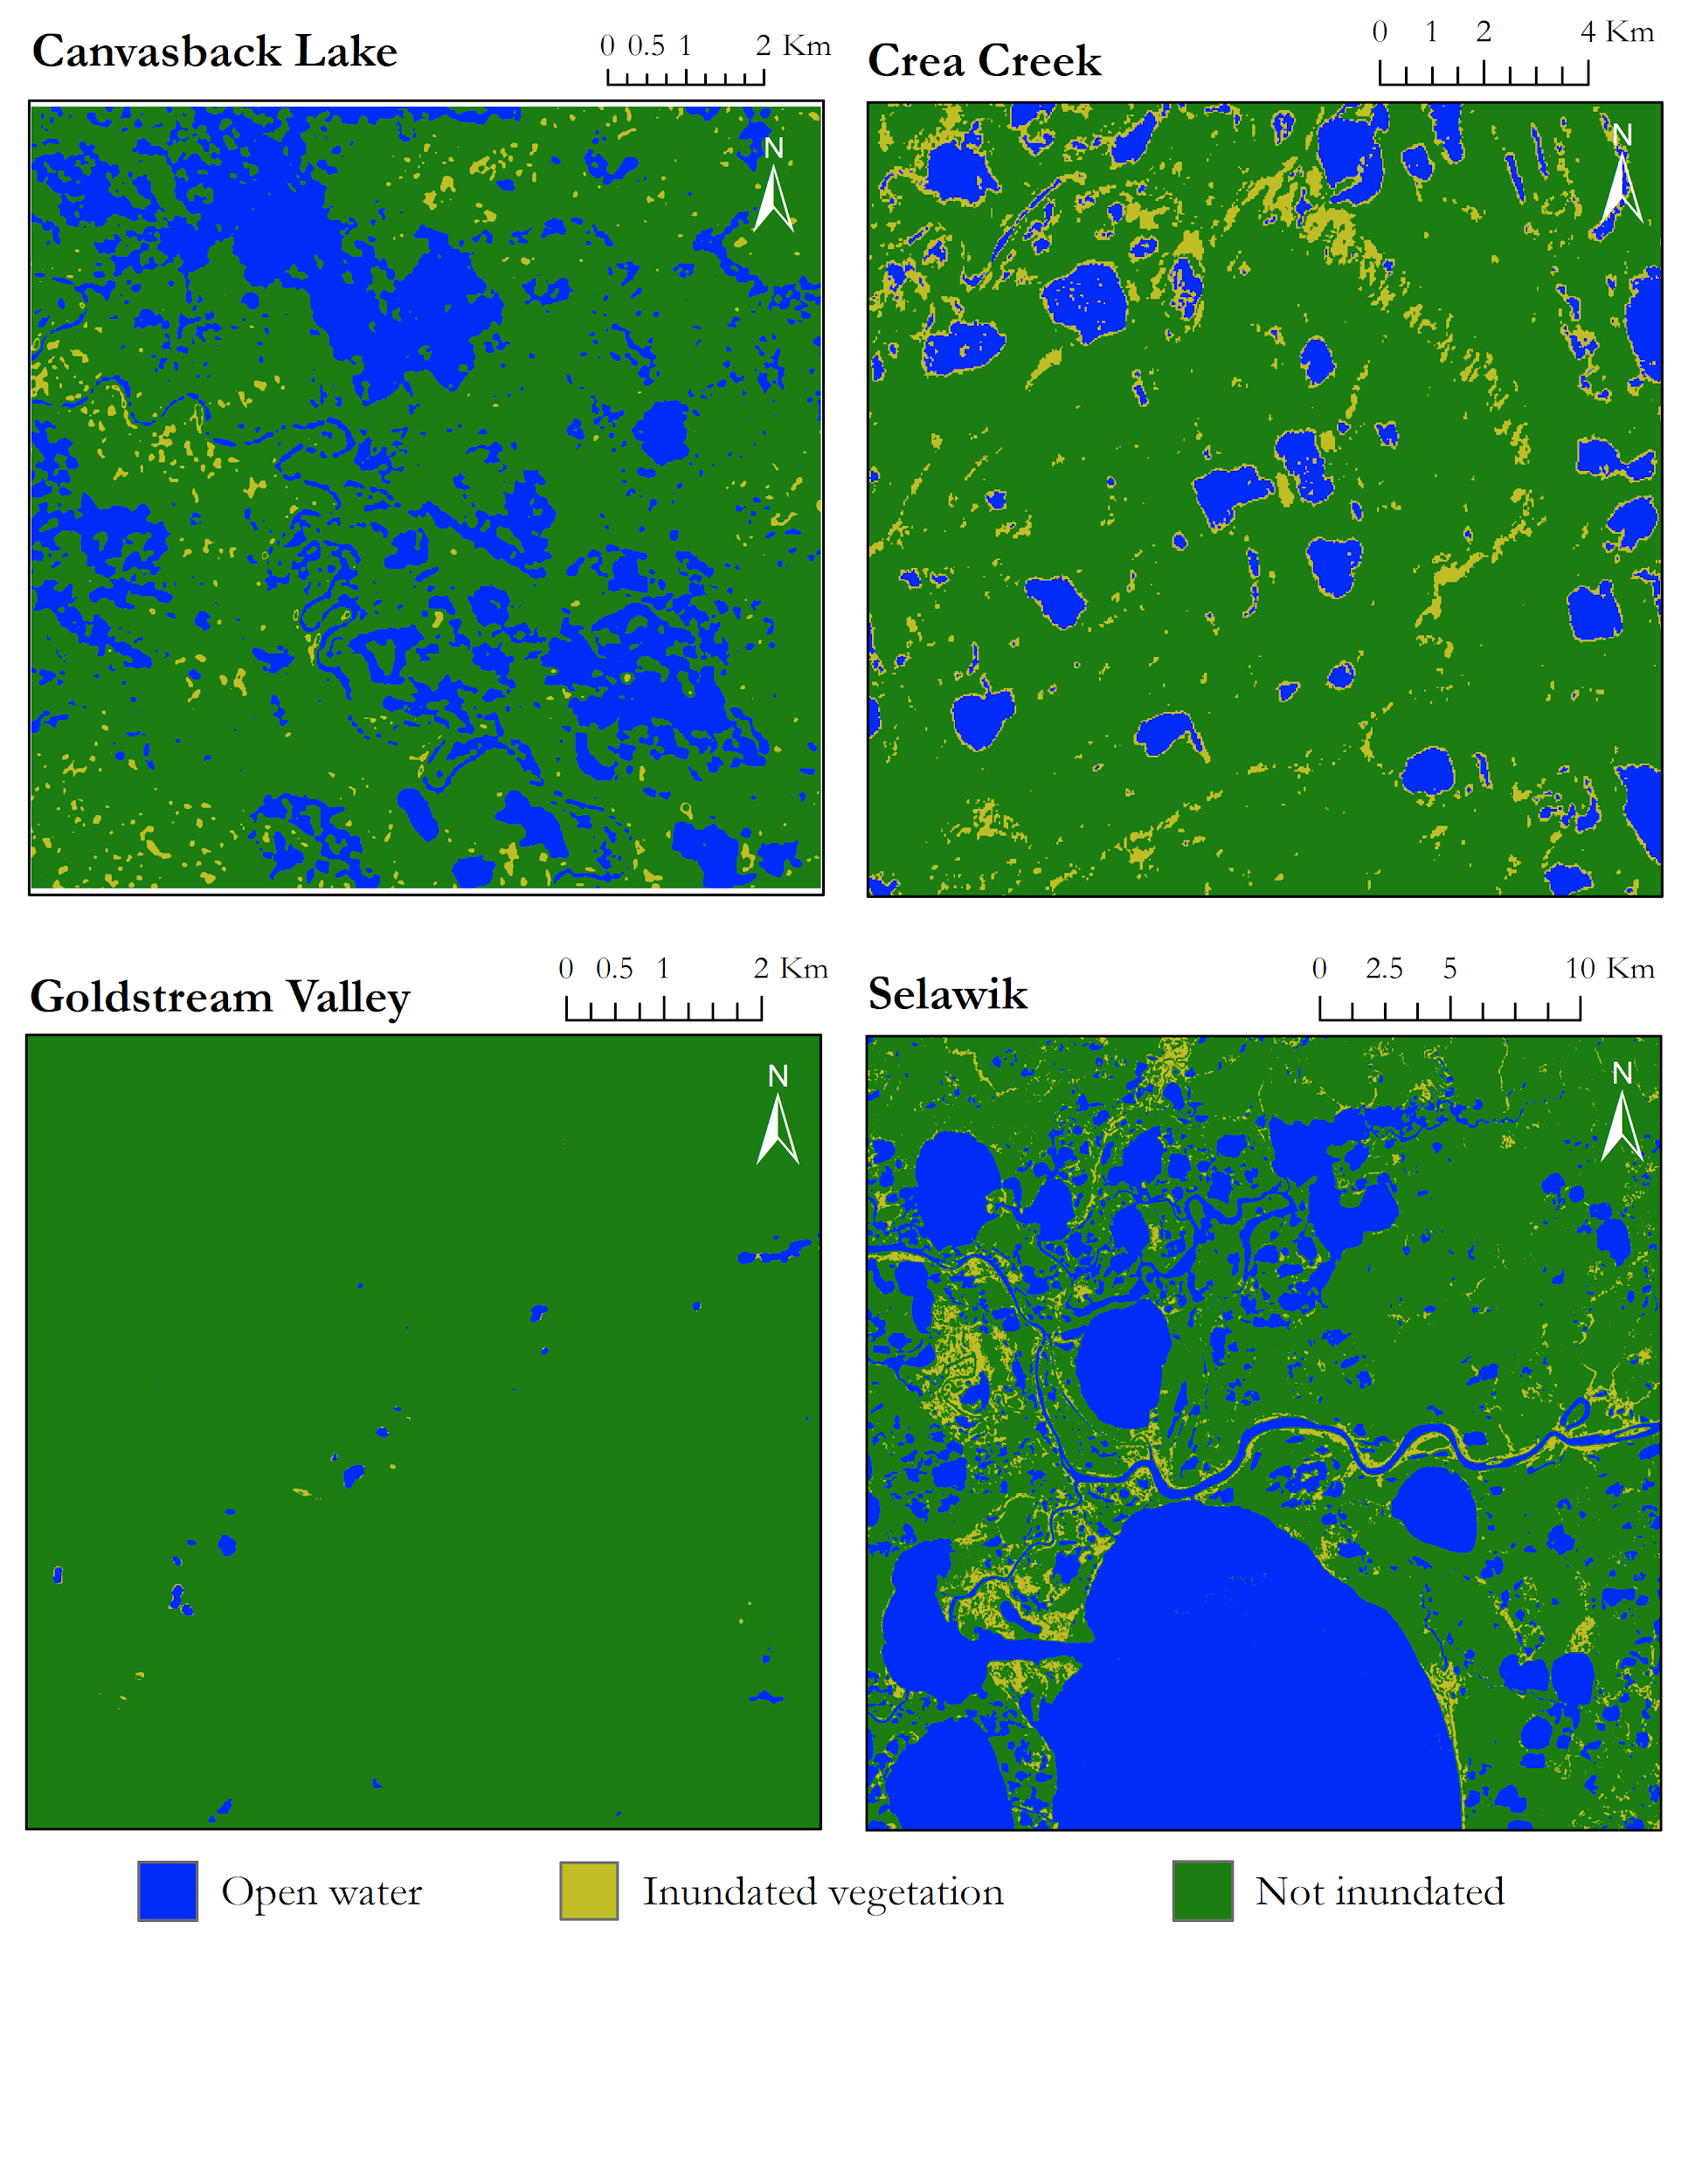 Canvasback Lake
0 0.5 1 2 Km
N
Crea Creek
0 1 2 4 Km
N
Goldstream Valley
0 0.5 1 2 Km
N
Selawik
0 2.5 5 10 Km
N
Open water
Inundated vegetation
Not inundated